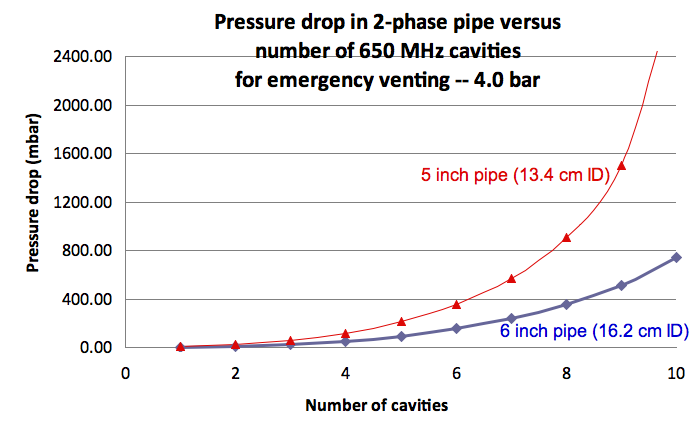 Pressure drop in 2-phase pipe versus
number of 650 MHz cavities
for emergency venting -- 4.0 bar
2400.00
2000.00
1600.00
1200.00
800.00
400.00
0.00
Pressure drop (mbar)
5 inch pipe (13.4 cm ID)
6 inch pipe (16.2 cm ID)
0 2 4 6 8 10
Number of cavities